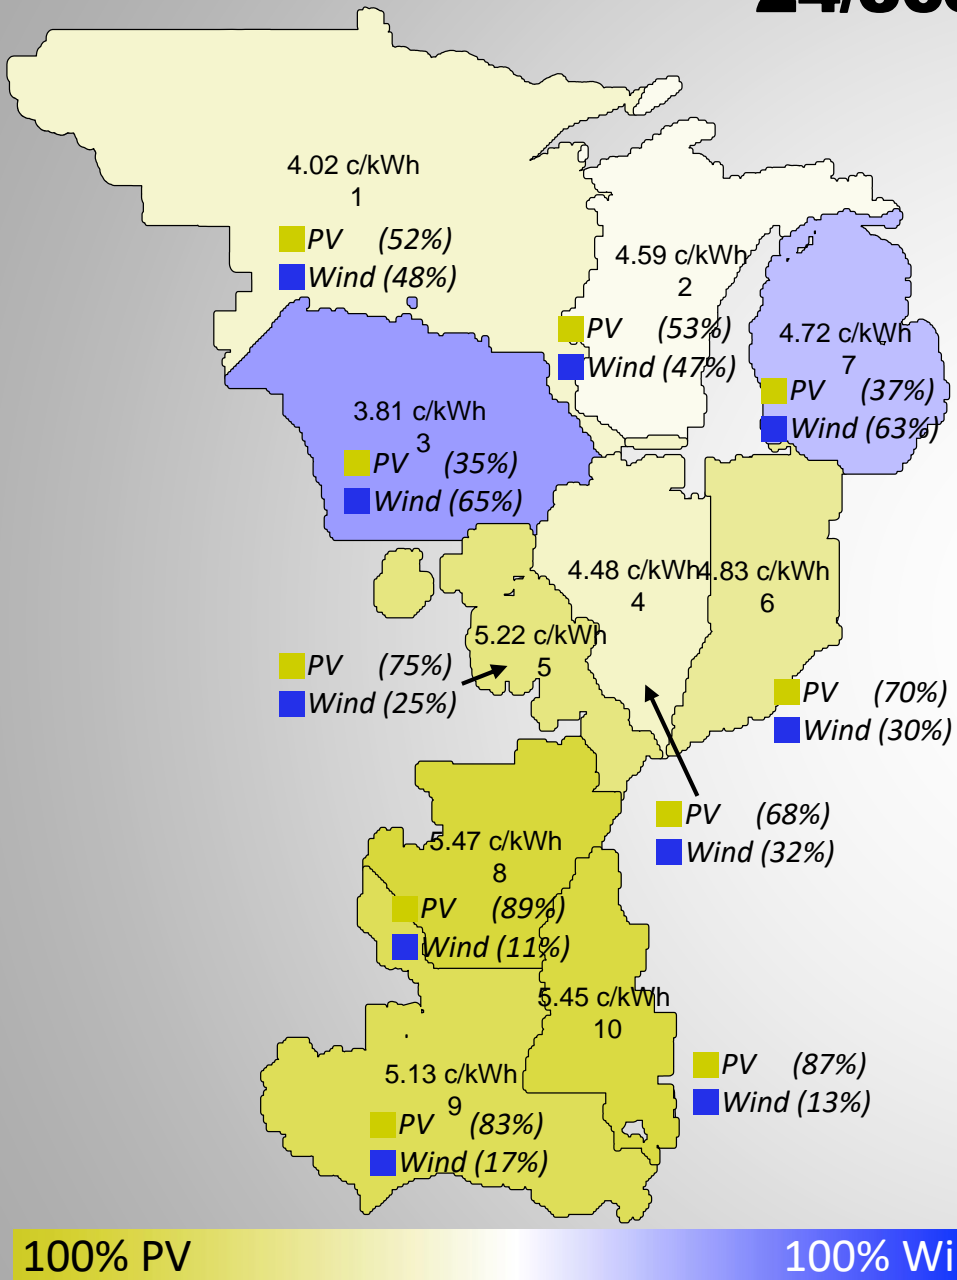 4.02 c/kWh
1
PV (52%)
Wind (48%)
4.59 c/kWh
2
PV (53%)
Wind (47%)
4.72 c/kWh
7
PV (37%)
Wind (63%)
3.81 c/kWh
3
PV (35%)
Wind (65%)
4.48 c/kWh
4
4.83 c/kWh
6
5.22 c/kWh
5
PV (75%)
Wind (25%)
PV (70%)
Wind (30%)
PV (68%)
Wind (32%)
5.47 c/kWh
8
PV (89%)
Wind (11%)
5.45 c/kWh
10
PV (87%)
Wind (13%)
5.13 c/kWh
9
PV (83%)
Wind (17%)
100% PV
100% Wi